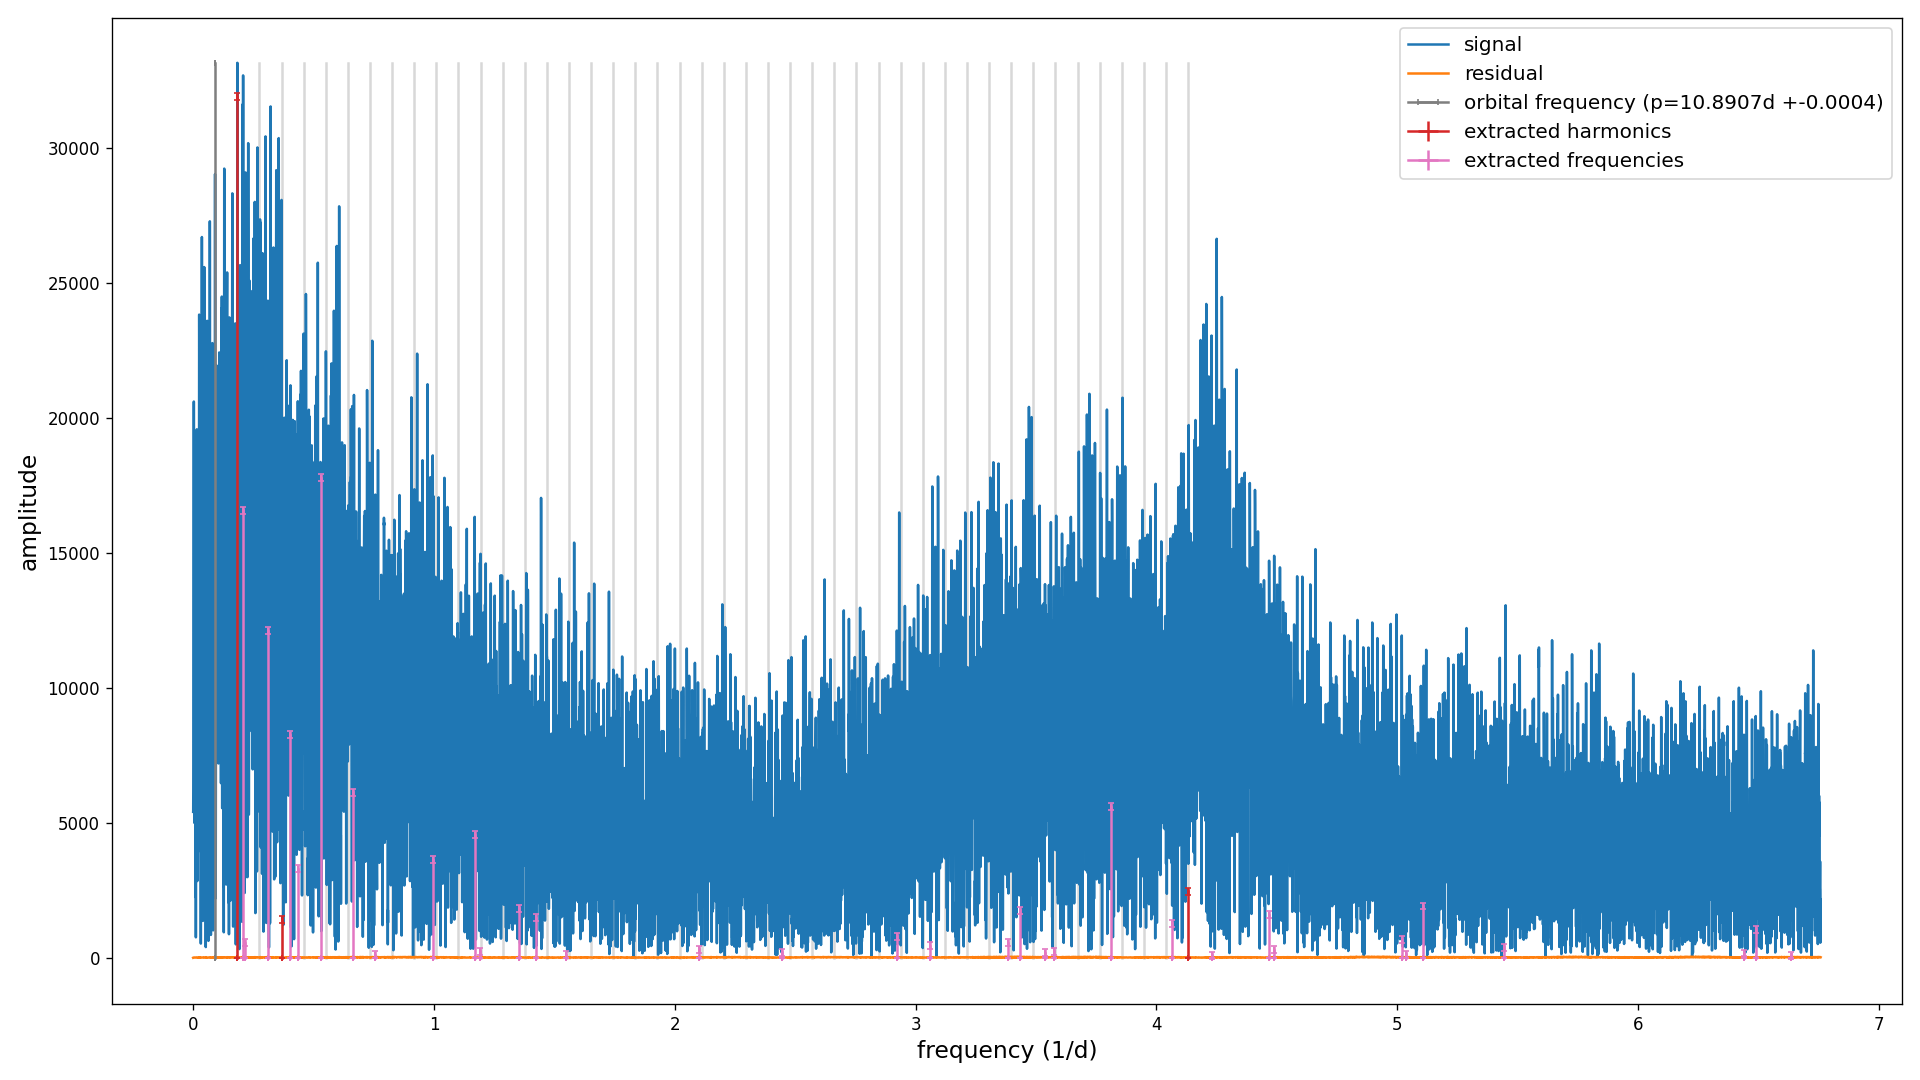 signal
residual
orbital frequency (p=10.8907d +-0.0004)
extracted harmonics
extracted frequencies
30000
25000
20000
15000
10000
5000
0
amplitude
0 1 2 3 4 5 6 7
frequency (1/d)